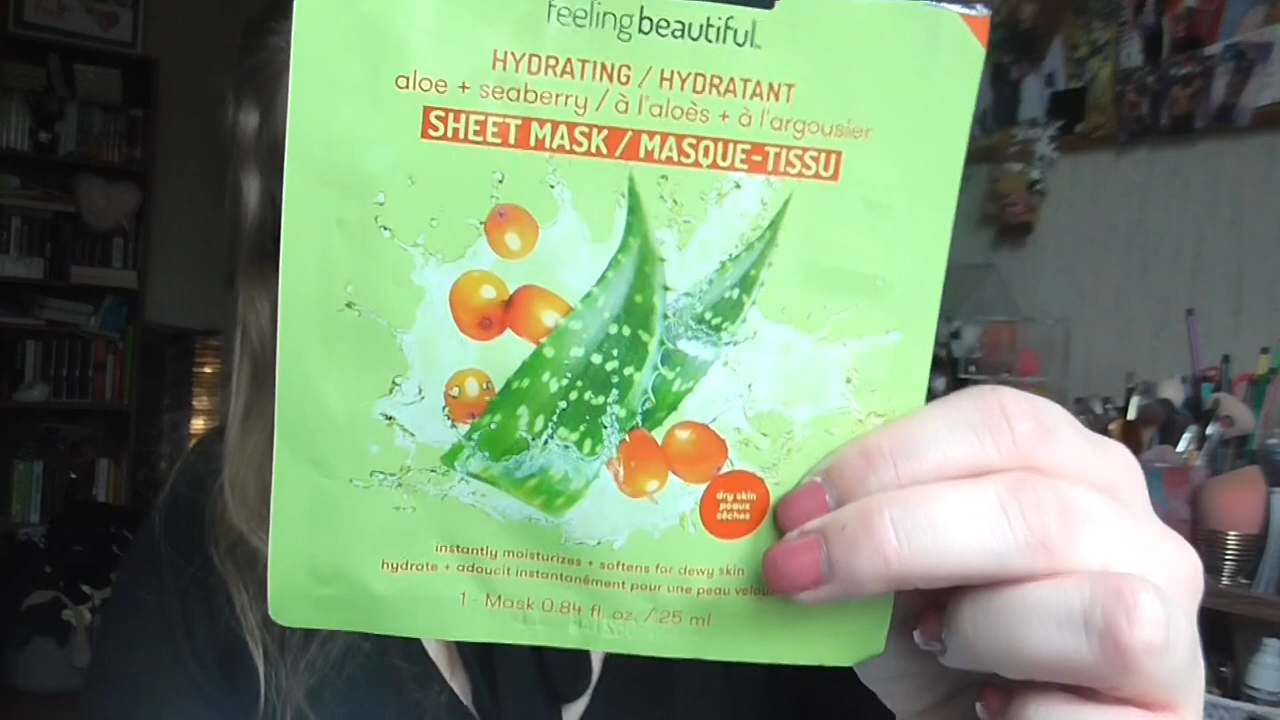 feeling beautiful™
HYDRATING / HYDRATANT
aloe + seaberry / à l'aloès + à l'argousier
SHEET MASK / MASQUE-TISSU
dry skin
peaux
sèches
instantly moisturizes + softens for dewy skin
hydrate + adoucit instantanément pour une peau
1 - Mask 0.84 fl. oz. / 25 ml